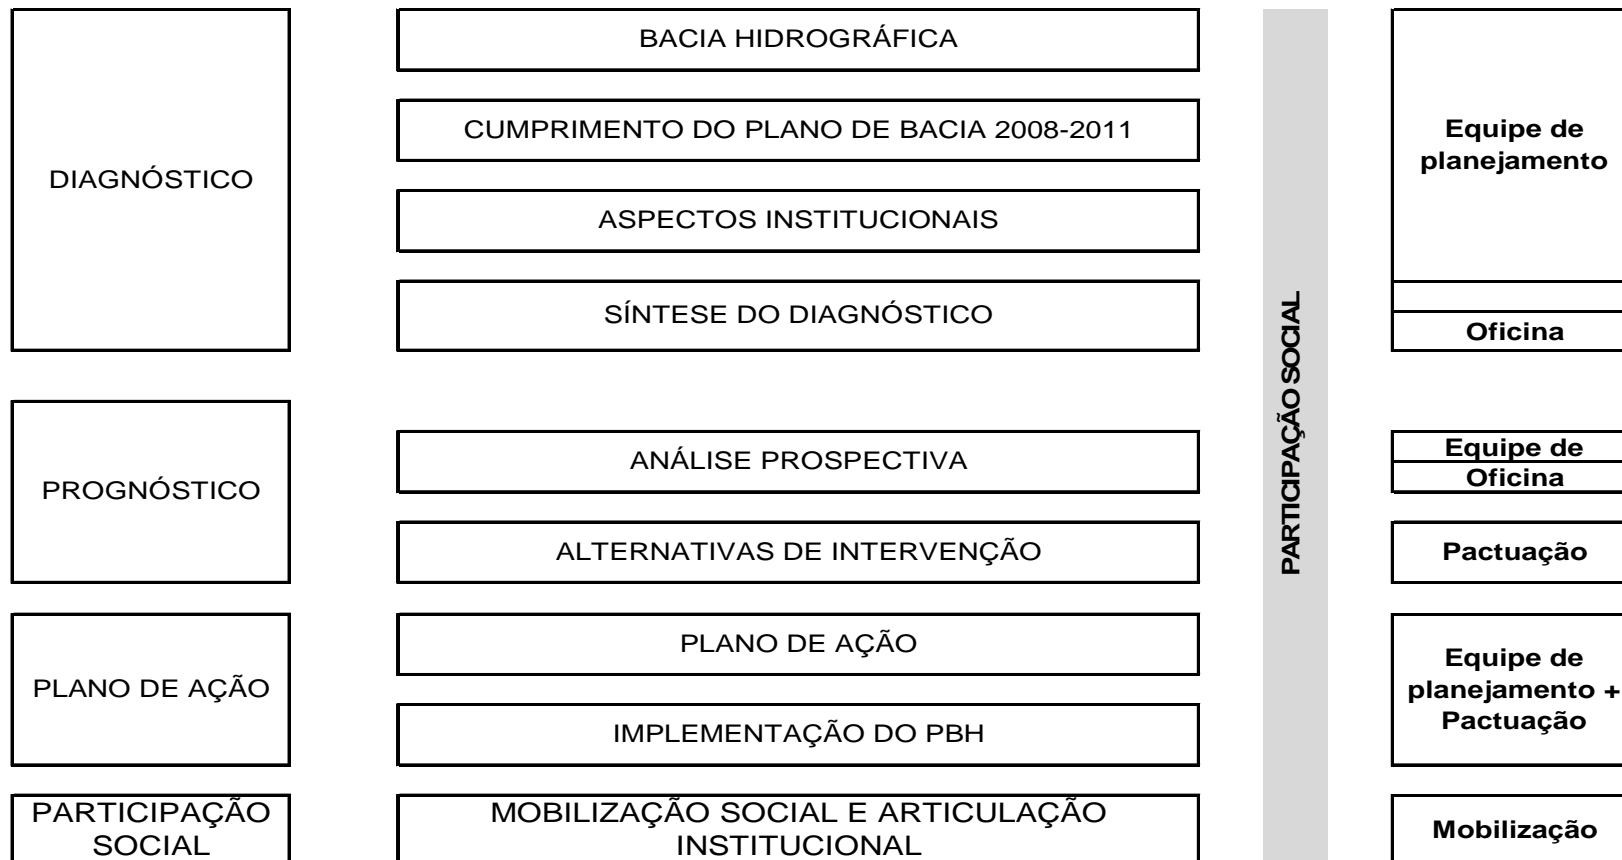 DIAGNÓSTICO
BACIA HIDROGRÁFICA
CUMPRIMENTO DO PLANO DE BACIA 2008-2011
ASPECTOS INSTITUCIONAIS
SÍNTESE DO DIAGNÓSTICO
Equipe de
planejamento
Oficina
PROGNÓSTICO
ANÁLISE PROSPECTIVA
ALTERNATIVAS DE INTERVENÇÃO
Equipe de
Oficina
Pactuação
PLANO DE AÇÃO
PLANO DE AÇÃO
IMPLEMENTAÇÃO DO PBH
Equipe de
planejamento +
Pactuação
PARTICIPAÇÃO
SOCIAL
MOBILIZAÇÃO SOCIAL E ARTICULAÇÃO
INSTITUCIONAL
Mobilização
PARTICIPAÇÃO SOCIAL